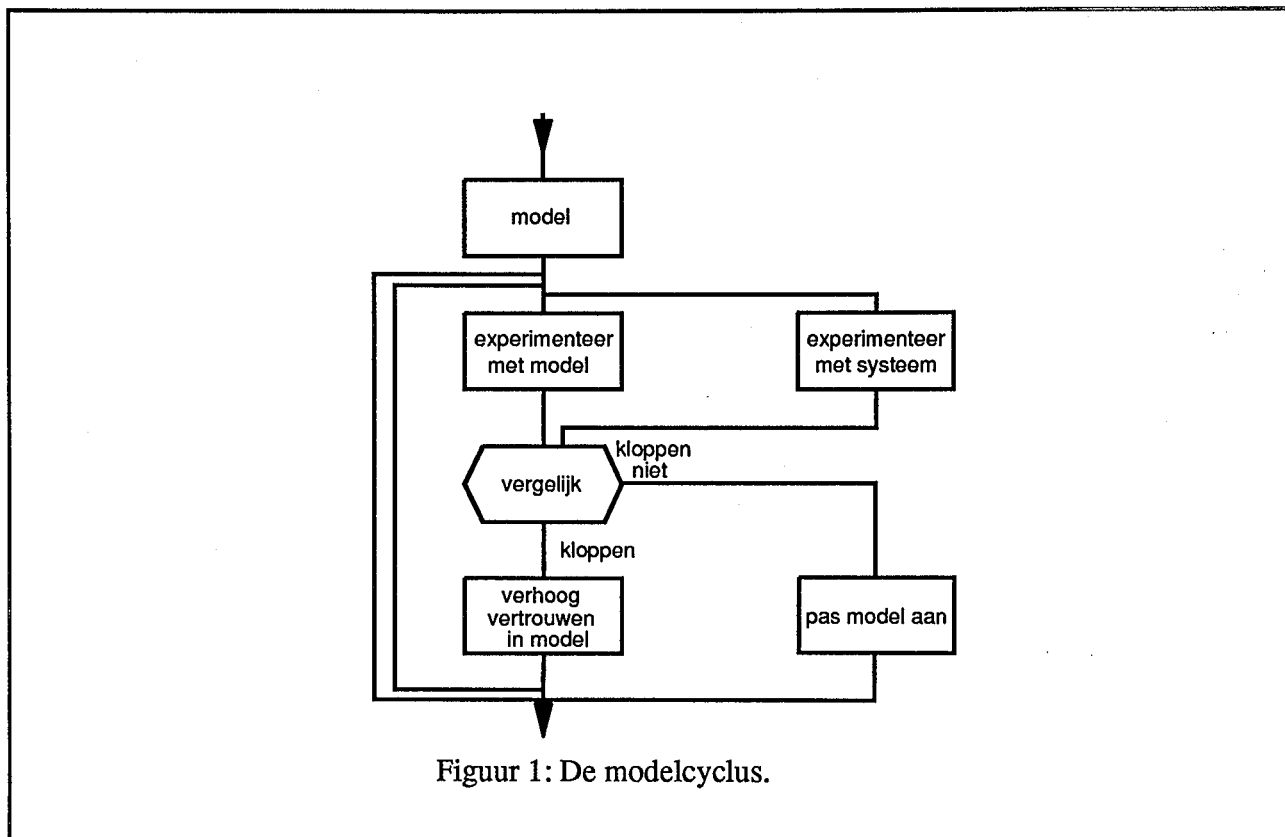 model
experimenteer
met model
experimenteer
met systeem
kloppen
niet
vergelijk
kloppen
verhoog
vertrouwen
in model
pas model aan
Figuur 1: De modelcyclus.